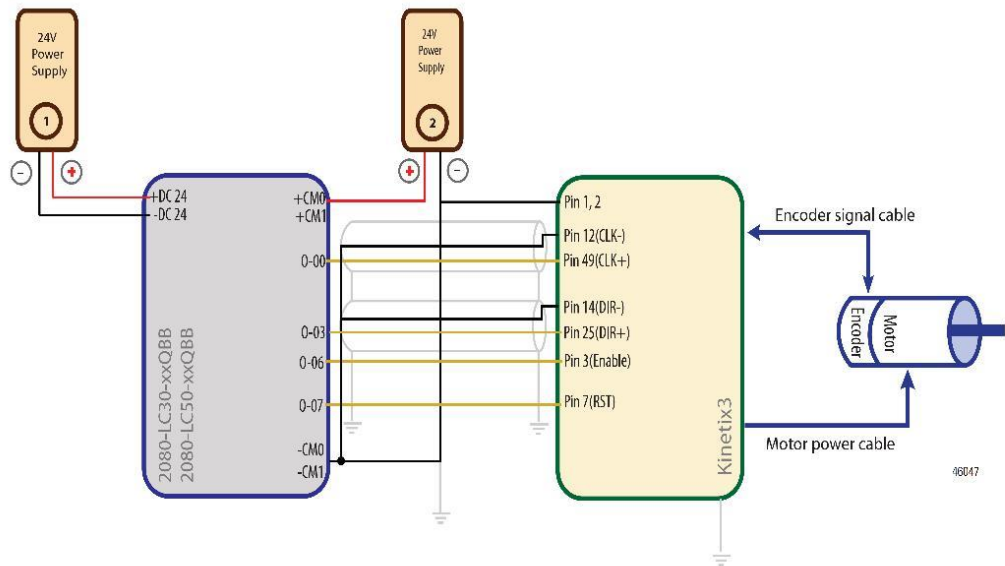 24V
Power
Supply
1
-
+
24V
Power
Supply
2
+
-
+DC 24
-DC 24
2080-LC30-xxQBB
2080-LC50-xxQBB
+CM0
+CM1
O-00
O-03
O-06
O-07
-CM0
-CM1
Pin 1, 2
Pin 12(CLK-)
Pin 49(CLK+)
Pin 14(DIR-)
Pin 25(DIR+)
Pin 3(Enable)
Pin 7(RST)
Kinetix3
Encoder signal cable
Encoder
Motor
Motor power cable
46047